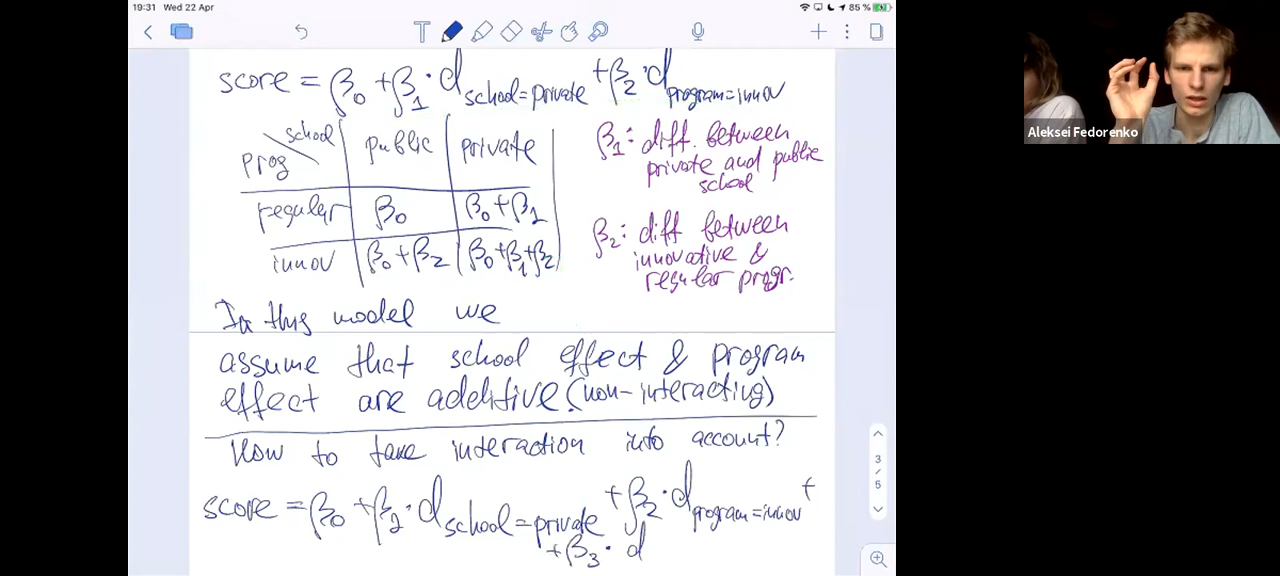 19:31 Wed 22 Apr
85 %
score = β₀ + β₁ · d school=private + β₂ · d program=innov
school
prog
public private
regular β₀ β₀+β₁
innov β₀+β₂ β₀+β₁+β₂
β₁: diff. between
private and public
school
β₂: diff between
innovative &
regular progr.
In this model we
assume that school effect & program
effect are additive. (non-interacting)
How to take interaction into account?
score = β₀ + β₂ · d school=private + β₂ · d program=innov +
+ β₃ · d
3
/
5
Aleksei Fedorenko